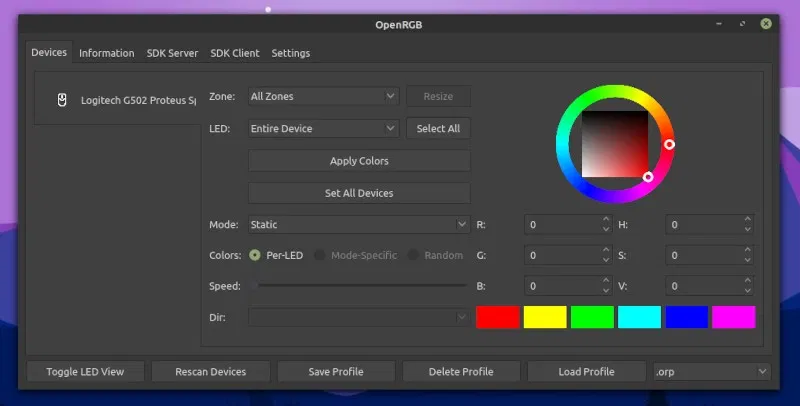 OpenRGB
Devices Information SDK Server SDK Client Settings
Logitech G502 Proteus Sp
Zone: All Zones Resize
LED: Entire Device Select All
Apply Colors
Set All Devices
Mode: Static R: 0 H: 0
Colors: Per-LED Mode-Specific Random G: 0 S: 0
Speed: B: 0 V: 0
Dir:
Toggle LED View Rescan Devices Save Profile Delete Profile Load Profile .orp